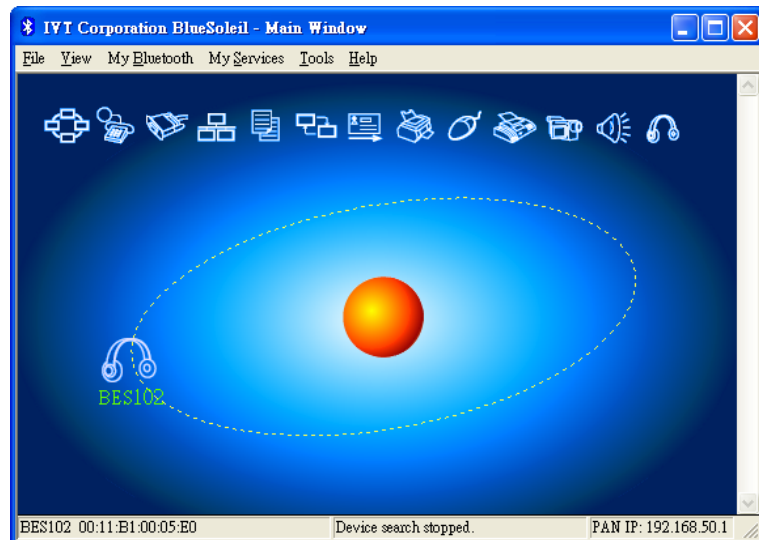 IVT Corporation BlueSoleil - Main Window
File View My Bluetooth My Services Tools Help
BES102
BES102 00:11:B1:00:05:E0 Device search stopped. PAN IP: 192.168.50.1